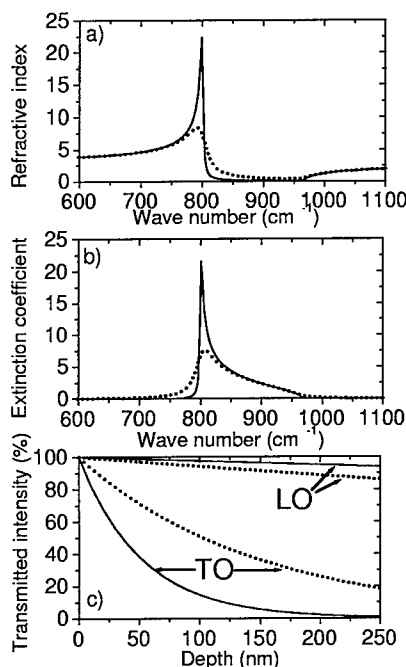 a)
Refractive index
25
20
15
10
5
0
600 700 800 900 1000 1100
Wave number (cm⁻¹)
b)
Extinction coefficient
25
20
15
10
5
0
600 700 800 900 1000 1100
Wave number (cm⁻¹)
Transmitted intensity (%)
100
80
60
40
20
0
LO
TO
c)
0 50 100 150 200 250
Depth (nm)